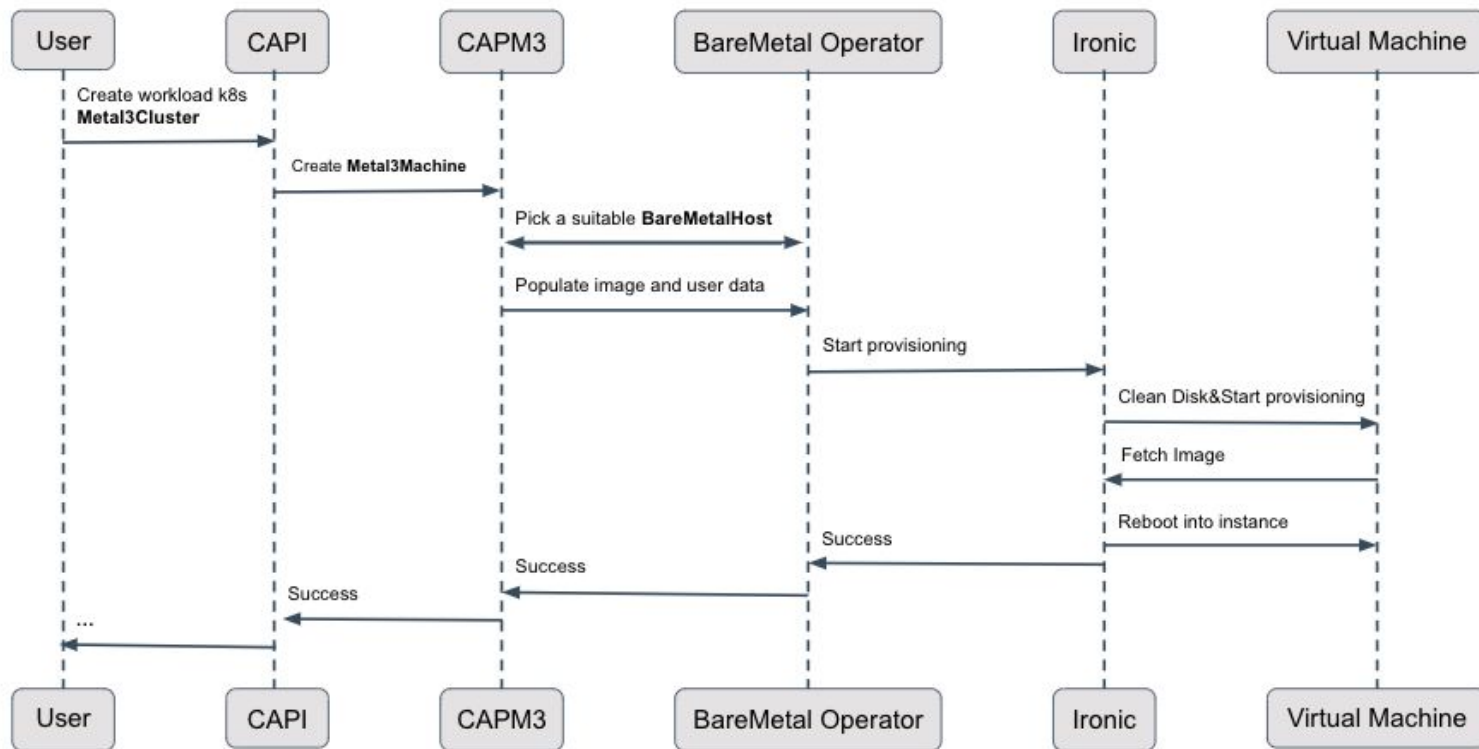 User
CAPI
CAPM3
BareMetal Operator
Ironic
Virtual Machine
Create workload k8s
Metal3Cluster
Create Metal3Machine
Pick a suitable BareMetalHost
Populate image and user data
Start provisioning
Clean Disk&Start provisioning
Fetch Image
Reboot into instance
Success
Success
Success
...
User
CAPI
CAPM3
BareMetal Operator
Ironic
Virtual Machine